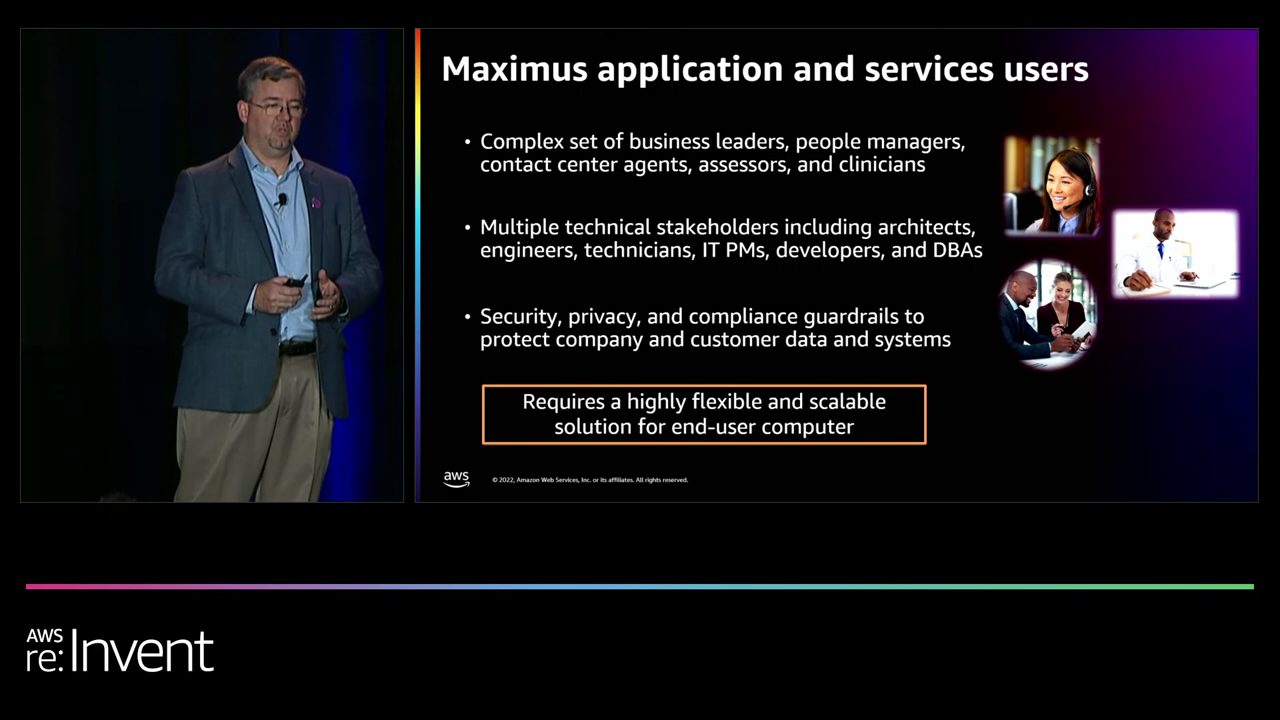 Maximus application and services users
• Complex set of business leaders, people managers,
contact center agents, assessors, and clinicians
• Multiple technical stakeholders including architects,
engineers, technicians, IT PMs, developers, and DBAs
• Security, privacy, and compliance guardrails to
protect company and customer data and systems
Requires a highly flexible and scalable
solution for end-user computer
aws
© 2022, Amazon Web Services, Inc. or its affiliates. All rights reserved.
AWS
re:Invent